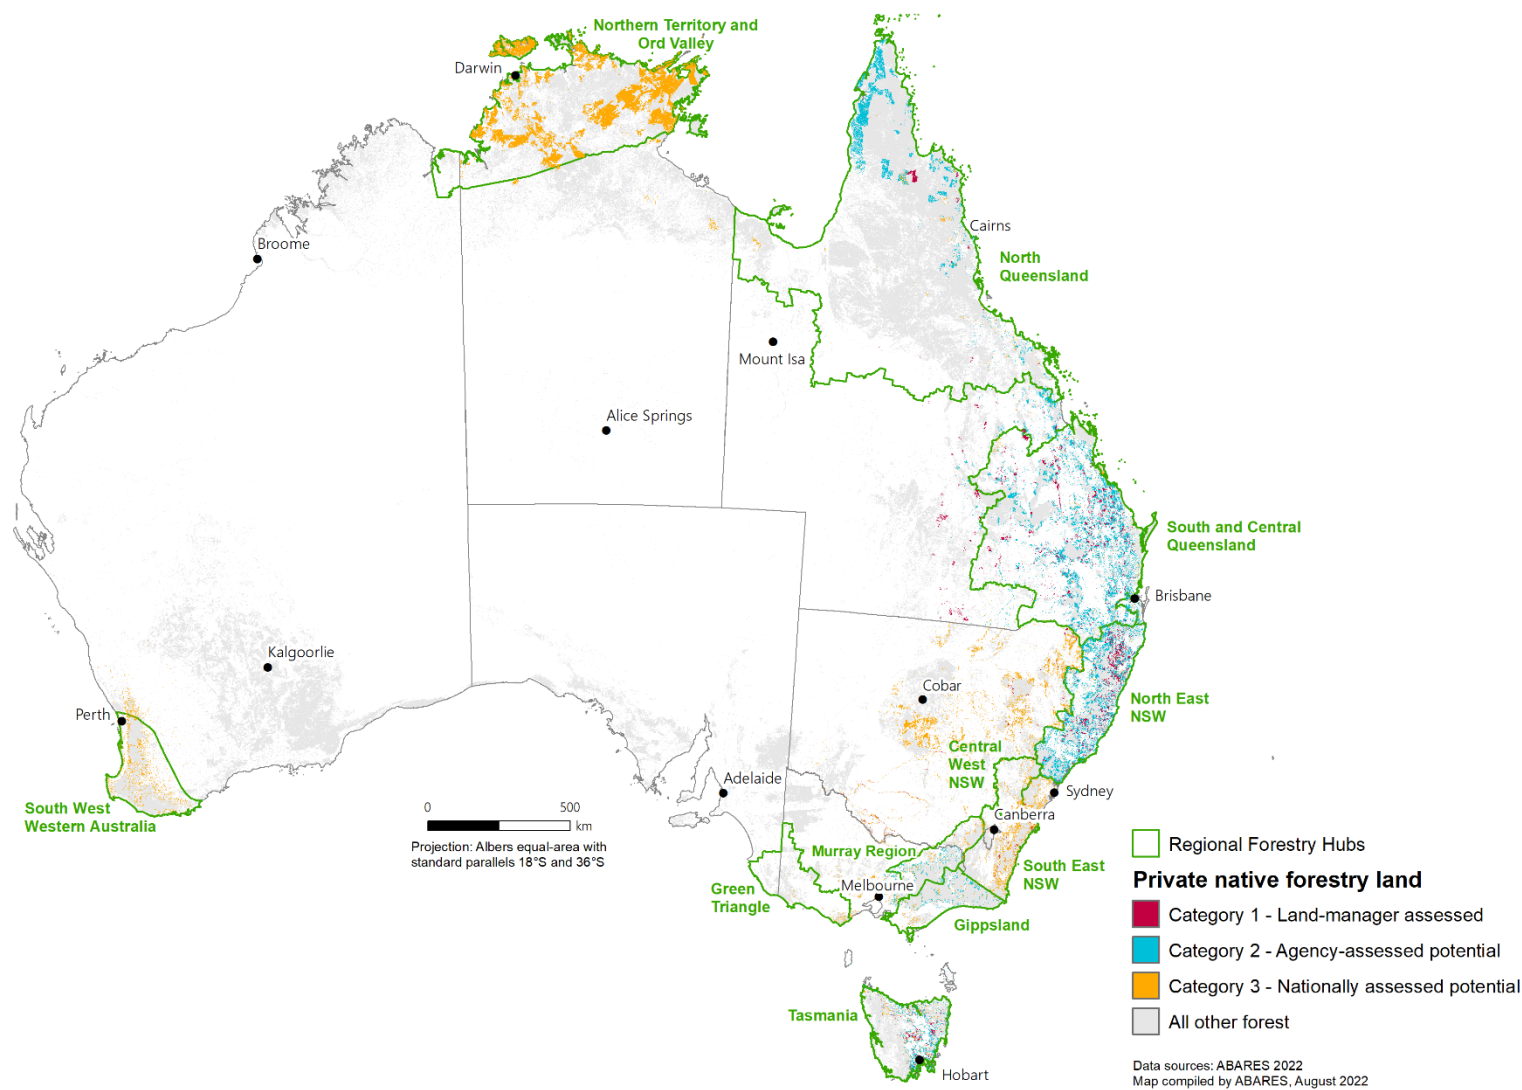 Northern Territory and
Ord Valley
Darwin
Broome
Cairns
North
Queensland
Mount Isa
Alice Springs
South and Central
Queensland
Brisbane
Kalgoorlie
Cobar
Perth
North East
NSW
Central
West
NSW
Adelaide
Sydney
South West
Western Australia
0
500
km
Projection: Albers equal-area with
standard parallels 18°S and 36°S
Canberra
Murray Region
South East
NSW
Melbourne
Green
Triangle
Gippsland
Tasmania
Hobart
Regional Forestry Hubs
Private native forestry land
Category 1 - Land-manager assessed
Category 2 - Agency-assessed potential
Category 3 - Nationally assessed potential
All other forest
Data sources: ABARES 2022
Map compiled by ABARES, August 2022